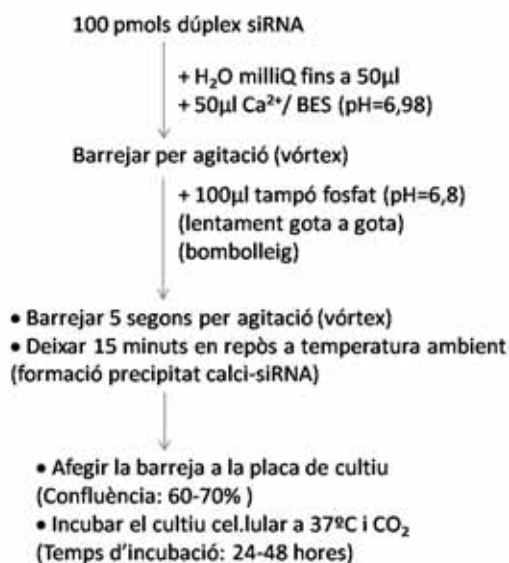 100 pmols dúplex siRNA
+ H₂O milliQ fins a 50µl
+ 50µl Ca²⁺/ BES (pH=6,98)
Barrejar per agitació (vórtex)
+ 100µl tampó fosfat (pH=6,8)
(lentament gota a gota)
(bombolleig)
• Barrejar 5 segons per agitació (vórtex)
• Deixar 15 minuts en repòs a temperatura ambient
(formació precipitat calci-siRNA)
• Afegir la barreja a la placa de cultiu
(Confluència: 60-70% )
• Incubar el cultiu cel.lular a 37ºC i CO₂
(Temps d'incubació: 24-48 hores)